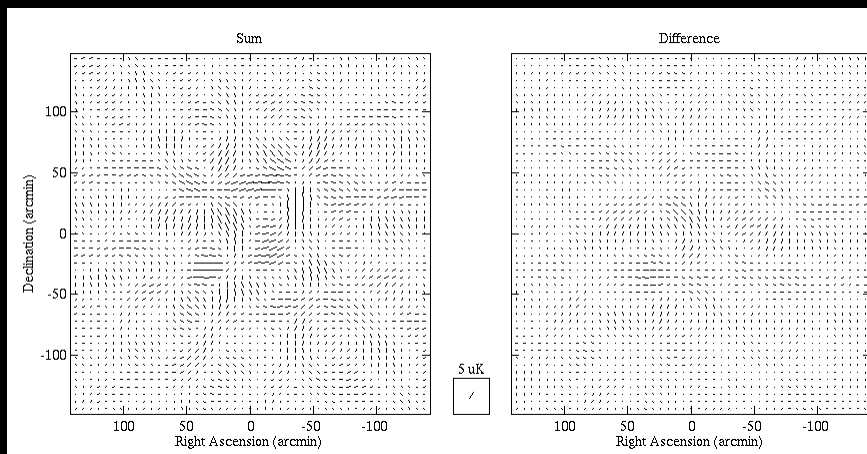 Sum
Difference
100
50
0
-50
-100
Declination (arcmin)
5 uK
100 50 0 -50 -100
100 50 0 -50 -100
Right Ascension (arcmin)
Right Ascension (arcmin)